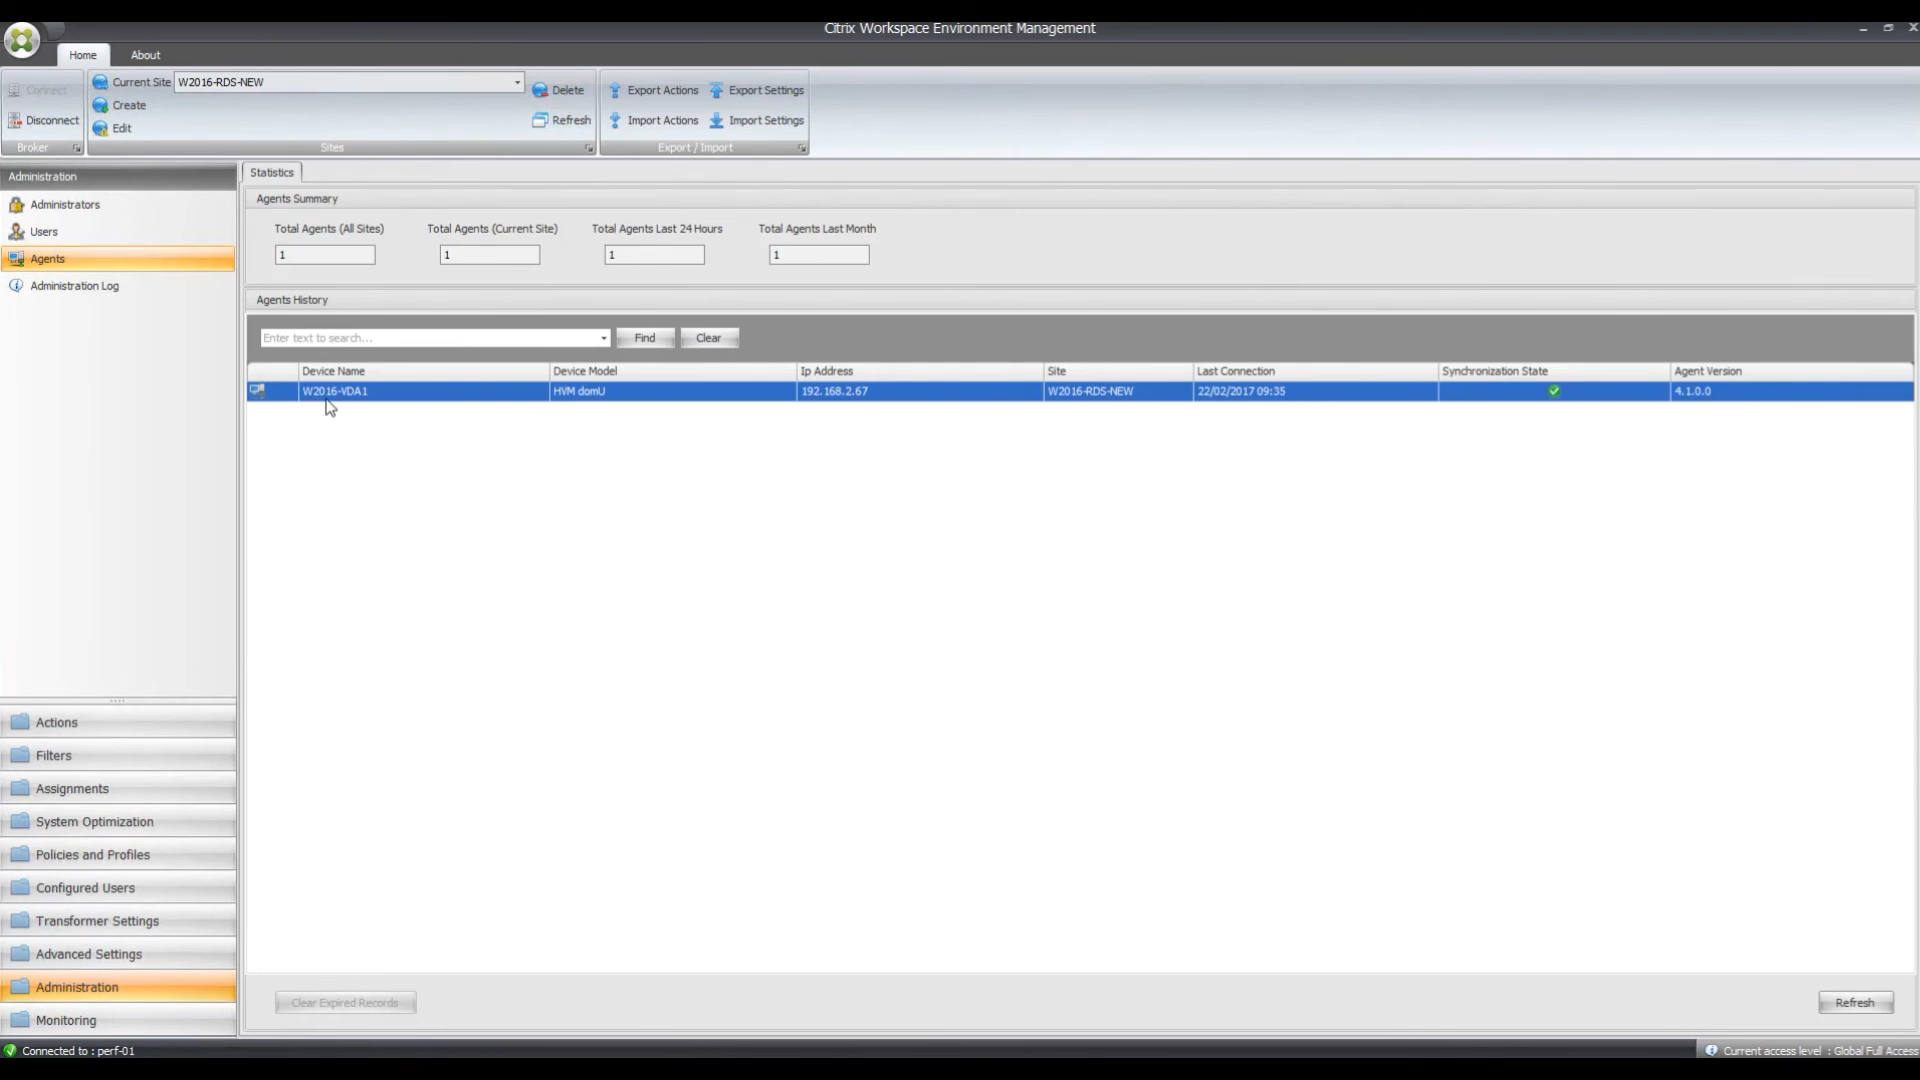 Citrix Workspace Environment Management
Home About
Connect
Disconnect
Broker
Current Site W2016-RDS-NEW
Create
Edit
Delete
Refresh
Sites
Export Actions Export Settings
Import Actions Import Settings
Export / Import
Administration
Administrators
Users
Agents
Administration Log
Actions
Filters
Assignments
System Optimization
Policies and Profiles
Configured Users
Transformer Settings
Advanced Settings
Administration
Monitoring
Statistics
Agents Summary
Total Agents (All Sites) Total Agents (Current Site) Total Agents Last 24 Hours Total Agents Last Month
1 1 1 1
Agents History
Enter text to search... Find Clear
Device Name Device Model Ip Address Site Last Connection Synchronization State Agent Version
W2016-VDA1 HVM domU 192.168.2.67 W2016-RDS-NEW 22/02/2017 09:35 4.1.0.0
Clear Expired Records Refresh
Connected to : perf-01 Current access level : Global Full Access